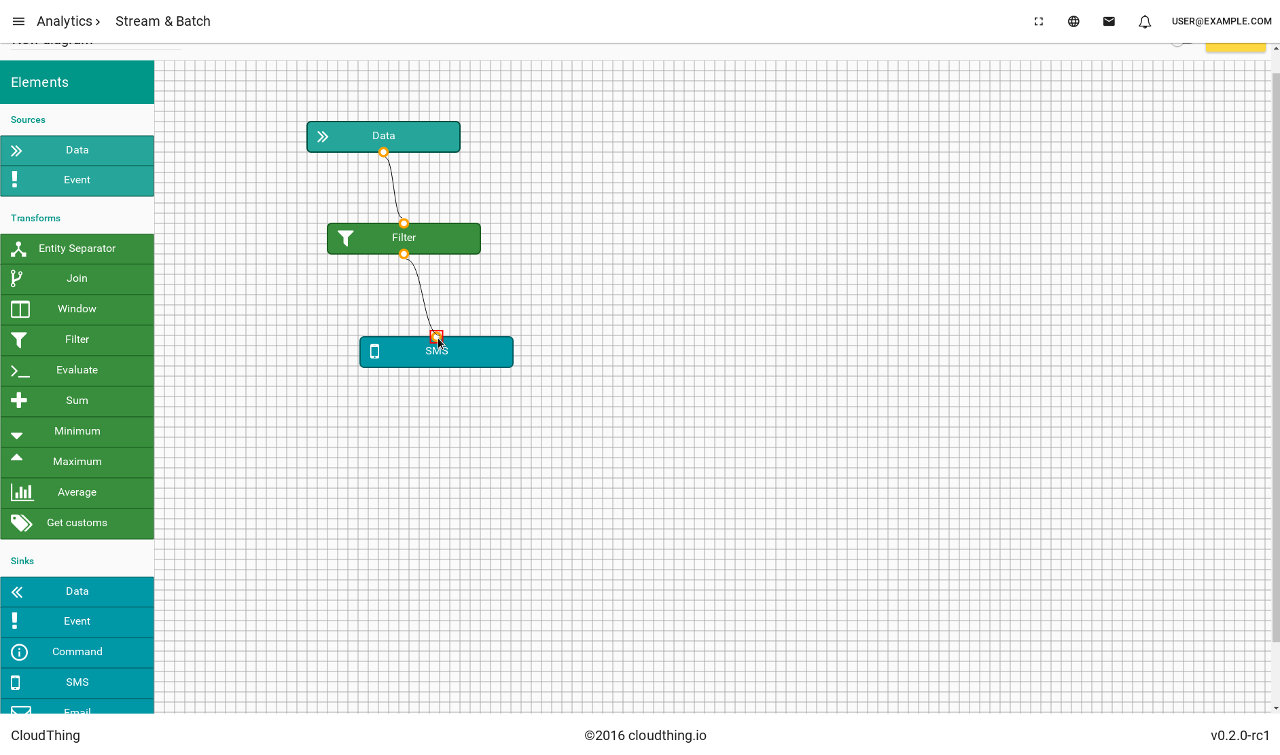 Analytics › Stream & Batch
USER@EXAMPLE.COM
New diagram
Elements
Sources
Data
Event
Transforms
Entity Separator
Join
Window
Filter
Evaluate
Sum
Minimum
Maximum
Average
Get customs
Sinks
Data
Event
Command
SMS
Email
Data
Filter
SMS
CloudThing
©2016 cloudthing.io
v0.2.0-rc1